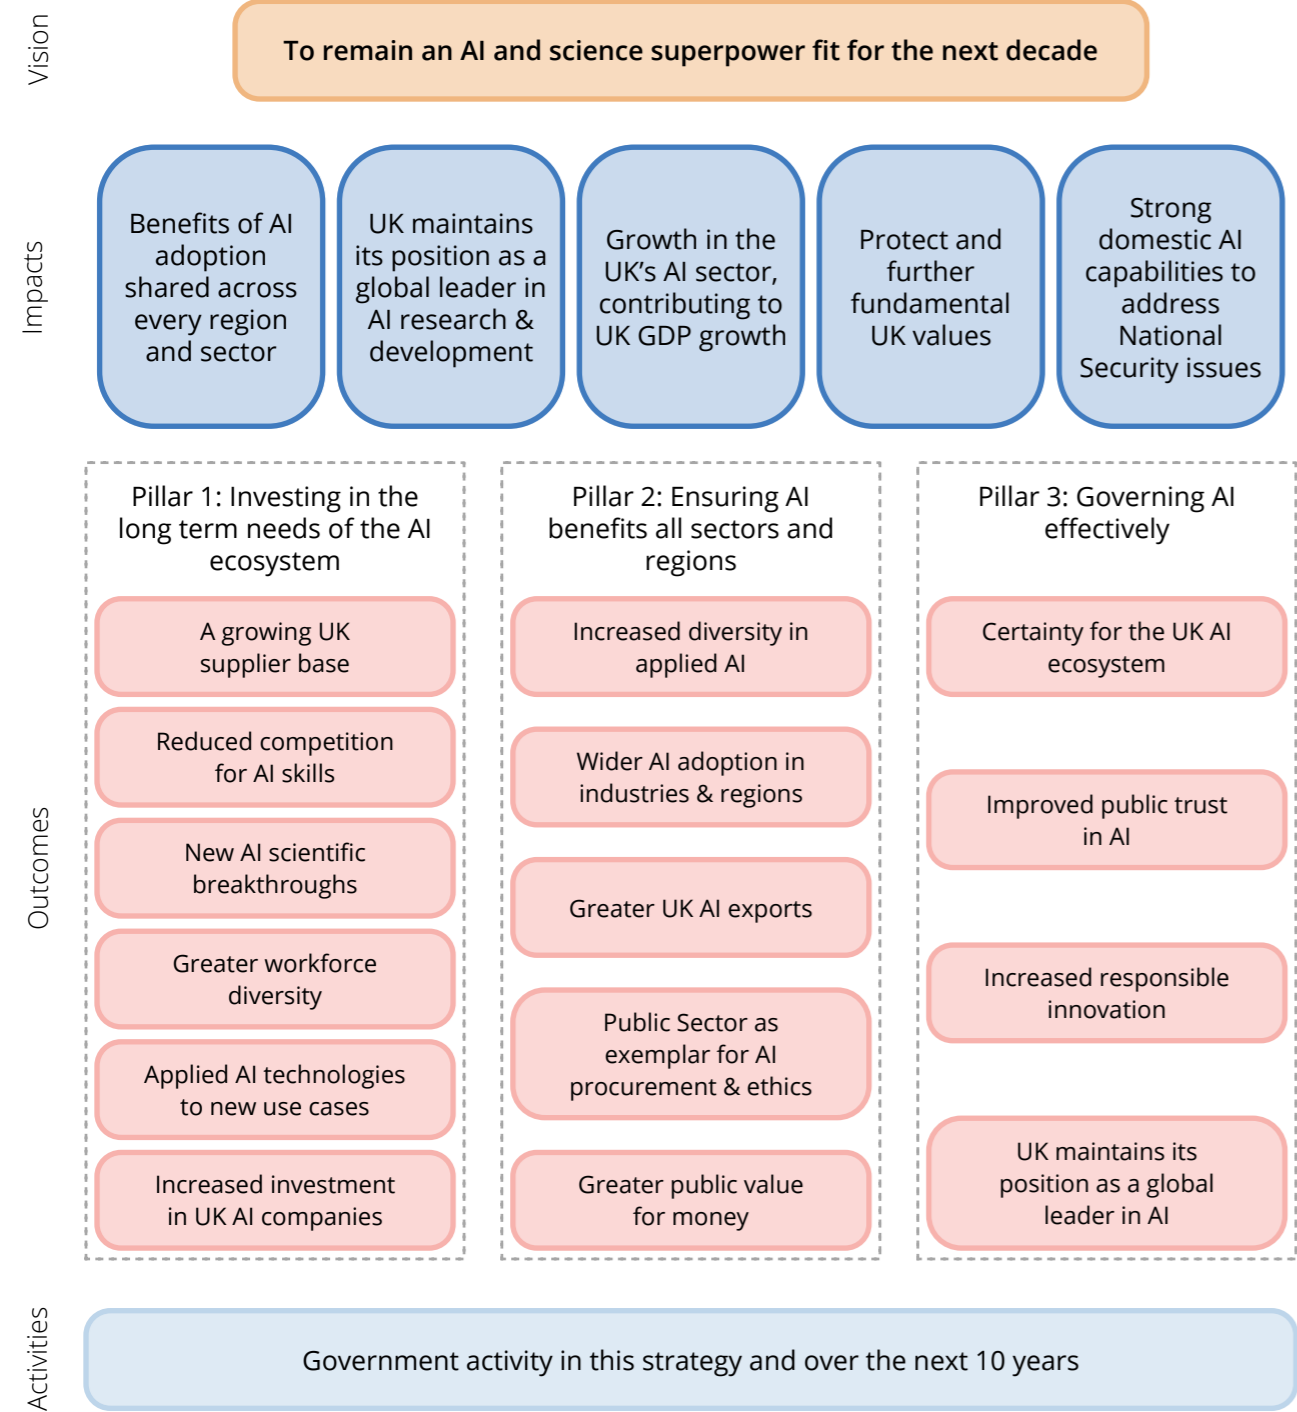 Vision
To remain an AI and science superpower fit for the next decade
Impacts
Benefits of AI
adoption
shared across
every region
and sector
UK maintains
its position as a
global leader in
AI research &
development
Growth in the
UK’s AI sector,
contributing to
UK GDP growth
Protect and
further
fundamental
UK values
Strong
domestic AI
capabilities to
address
National
Security issues
Outcomes
Pillar 1: Investing in the
long term needs of the AI
ecosystem
A growing UK
supplier base
Reduced competition
for AI skills
New AI scientific
breakthroughs
Greater workforce
diversity
Applied AI technologies
to new use cases
Increased investment
in UK AI companies
Pillar 2: Ensuring AI
benefits all sectors and
regions
Increased diversity in
applied AI
Wider AI adoption in
industries & regions
Greater UK AI exports
Public Sector as
exemplar for AI
procurement & ethics
Greater public value
for money
Pillar 3: Governing AI
effectively
Certainty for the UK AI
ecosystem
Improved public trust
in AI
Increased responsible
innovation
UK maintains its
position as a global
leader in AI
Activities
Government activity in this strategy and over the next 10 years